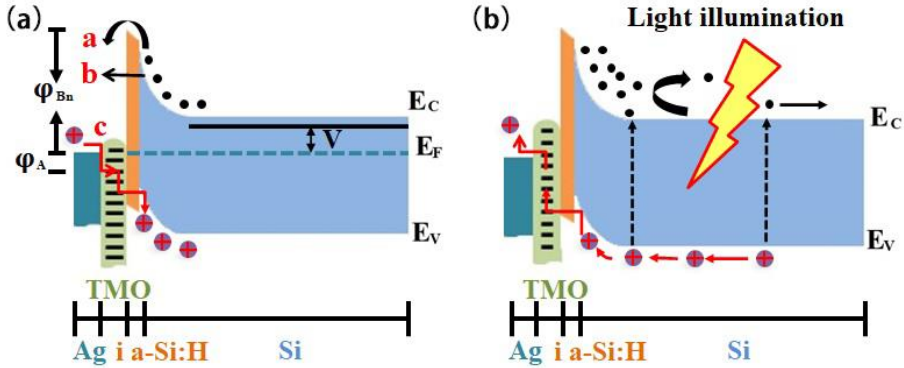 (a)
a
b
φBn
c
φA
EC
V
EF
EV
TMO
Ag i a-Si:H Si
(b)
Light illumination
EC
EV
TMO
Ag i a-Si:H Si